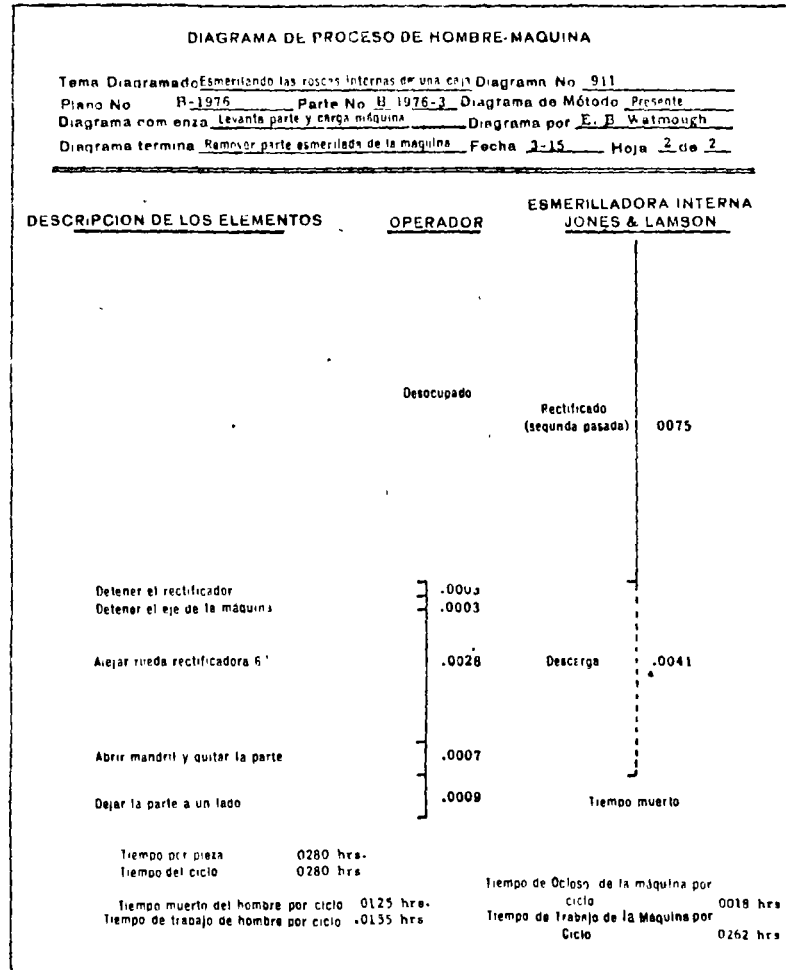 DIAGRAMA DE PROCESO DE HOMBRE-MAQUINA
Tema Diagramado Esmerilando las roscas internas de una caja Diagrama No 911
Plano No B-1976 Parte No B 1976-3 Diagrama de Mótodo Presente
Diagrama com enza Levanta parte y carga máquina Diagrama por E. B Watmough
Diagrama termina Remover parte esmerilada de la maquina Fecha 3-15 Hoja 2 de 2
DESCRIPCION DE LOS ELEMENTOS OPERADOR ESMERILLADORA INTERNA
JONES & LAMSON
Desocupado
Rectificado
(segunda pasada) 0075
Detener el rectificador .0003
Detener el eje de la máquina .0003
Alejar rueda rectificadora 6" .0028 Descarga .0041
Abrir mandril y quitar la parte .0007
Dejar la parte a un lado .0009 Tiempo muerto
Tiempo por pieza 0280 hrs.
Tiempo del ciclo 0280 hrs
Tiempo muerto del hombre por ciclo 0125 hrs.
Tiempo de trabajo de hombre por ciclo .0155 hrs
Tiempo de Ocioso de la máquina por
ciclo 0018 hrs
Tiempo de Trabajo de la Máquina por
Ciclo 0262 hrs